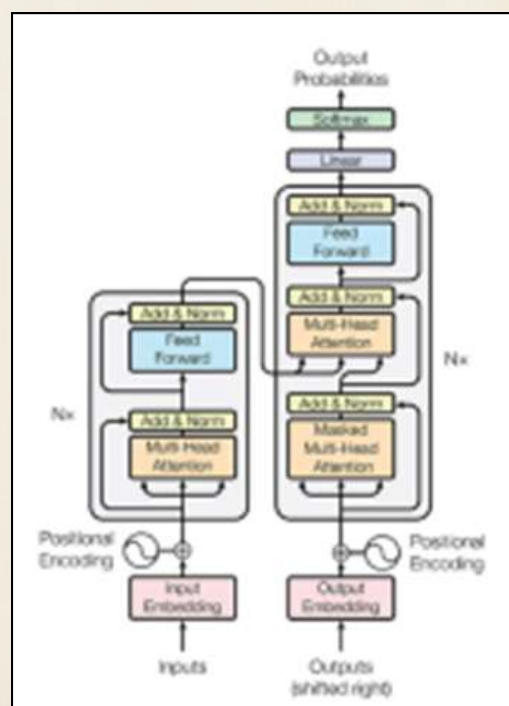 Output
Probabilities
Softmax
Linear
Add & Norm
Feed
Forward
Add & Norm
Multi-Head
Attention
Add & Norm
Masked
Multi-Head
Attention
Nx
Positional
Encoding
Output
Embedding
Outputs
(shifted right)
Add & Norm
Feed
Forward
Add & Norm
Multi-Head
Attention
Nx
Positional
Encoding
Input
Embedding
Inputs